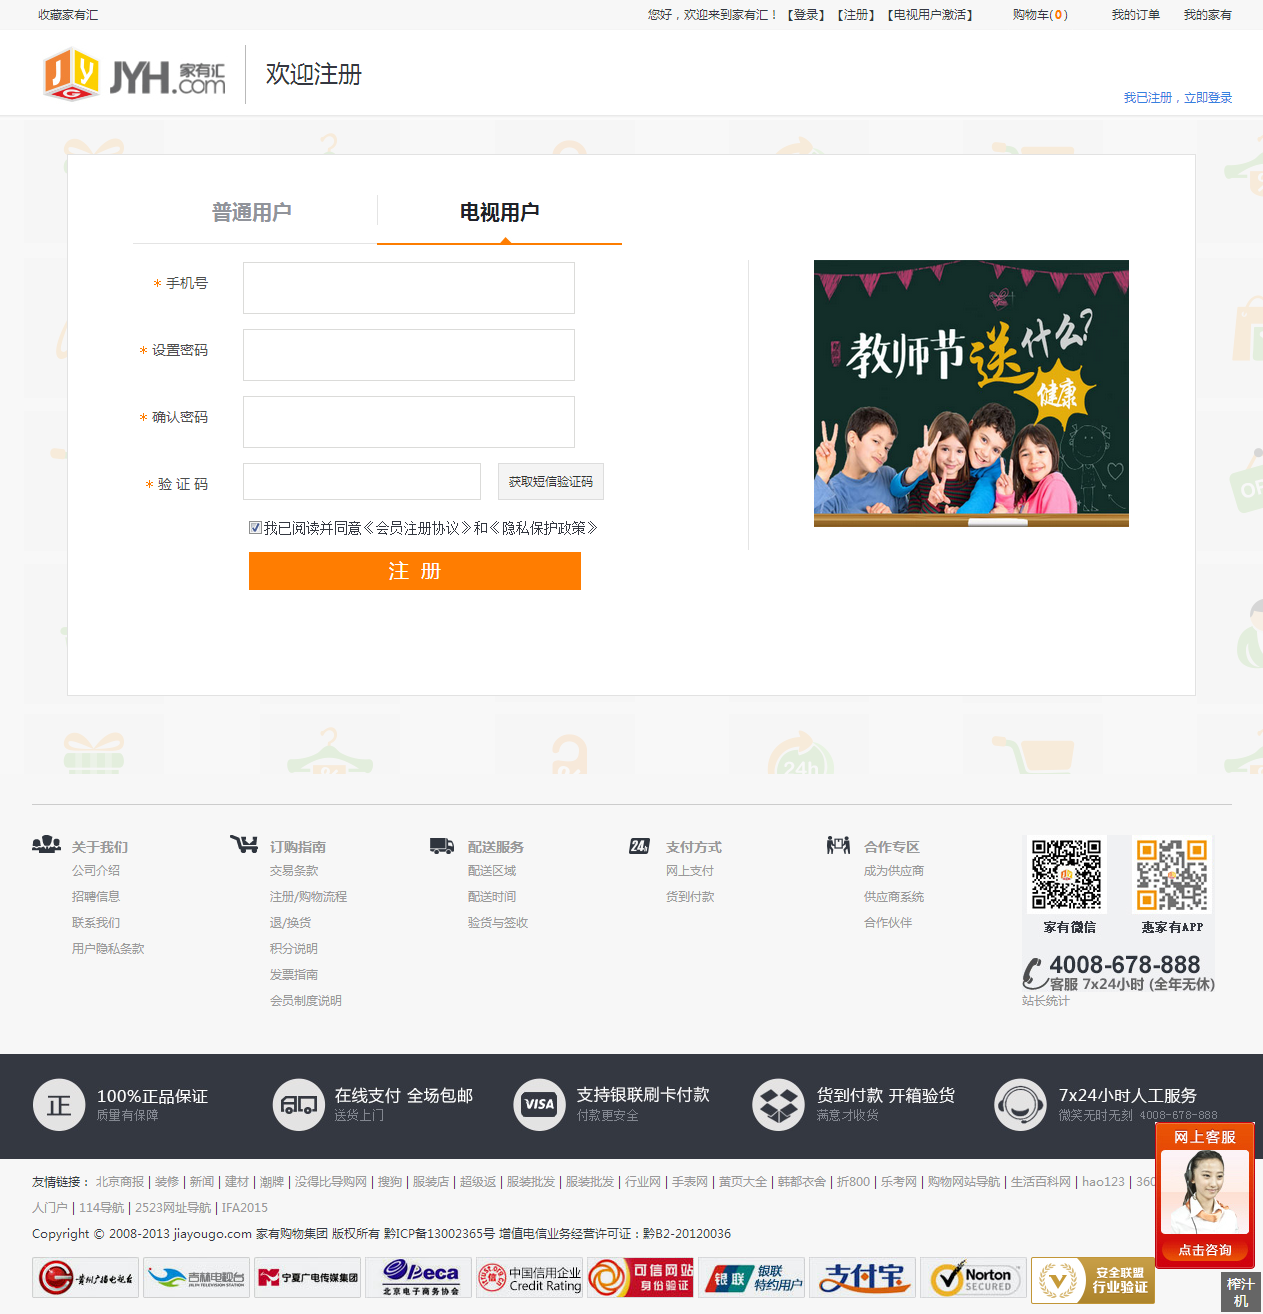 收藏家有汇 您好，欢迎来到家有汇！【登录】【注册】【电视用户激活】 购物车(0) 我的订单 我的家有
JYH.com 家有汇 欢迎注册
我已注册，立即登录
普通用户 电视用户
* 手机号
* 设置密码
* 确认密码
* 验 证 码 获取短信验证码
我已阅读并同意《会员注册协议》和《隐私保护政策》
注 册
教师节送什么?
健康
24h
关于我们 订购指南 配送服务 24h 支付方式 合作专区
公司介绍 交易条款 配送区域 网上支付 成为供应商
招聘信息 注册/购物流程 配送时间 货到付款 供应商系统
联系我们 退/换货 验货与签收 合作伙伴
用户隐私条款 积分说明
发票指南
会员制度说明
家有微信 惠家有APP
4008-678-888
客服 7x24小时 (全年无休)
站长统计
正 100%正品保证 在线支付 全场包邮 VISA 支持银联刷卡付款 货到付款 开箱验货 7x24小时人工服务
质量有保障 送货上门 付款更安全 满意才收货 微笑无时无刻 4008-678-888
网上客服
点击咨询
友情链接： 北京商报 | 装修 | 新闻 | 建材 | 潮牌 | 没得比导购网 | 搜狗 | 服装店 | 超级返 | 服装批发 | 服装批发 | 行业网 | 手表网 | 黄页大全 | 韩都衣舍 | 折800 | 乐考网 | 购物网站导航 | 生活百科网 | hao123 | 360
人门户 | 114导航 | 2523网址导航 | IFA2015
Copyright © 2008-2013 jiayougo.com 家有购物集团 版权所有 黔ICP备13002365号 增值电信业务经营许可证：黔B2-20120036
贵州广播电视台 吉林电视台 宁夏广电传媒集团 Beca 北京电子商务协会 中国信用企业 Credit Rating 可信网站 身份验证 银联 银联特约用户 支付宝 Norton SECURED 安全联盟 行业验证
榨汁机